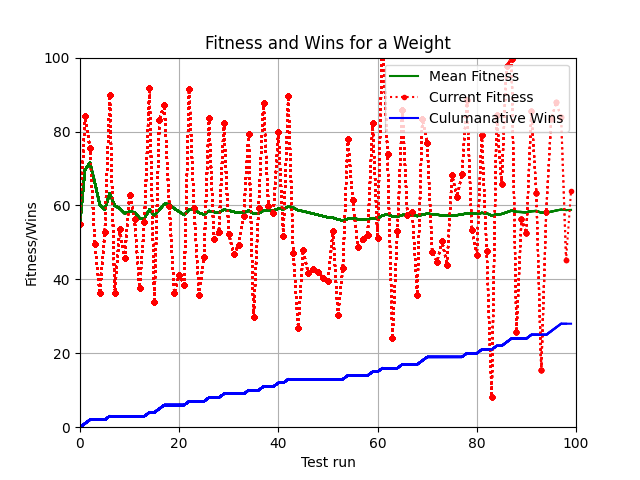 Fitness and Wins for a Weight
100
80
60
40
20
0
Fitness/Wins
Mean Fitness
Current Fitness
Culumanative Wins
0 20 40 60 80 100
Test run